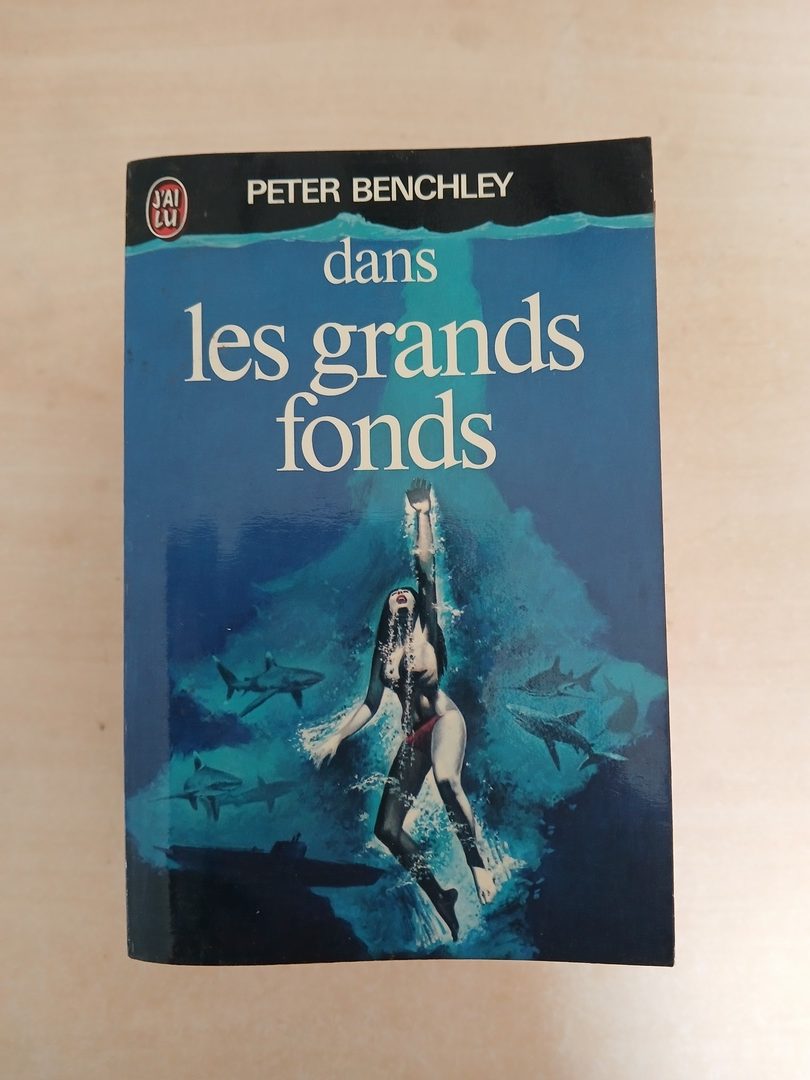 J'AI
LU
PETER BENCHLEY
dans
les grands
fonds